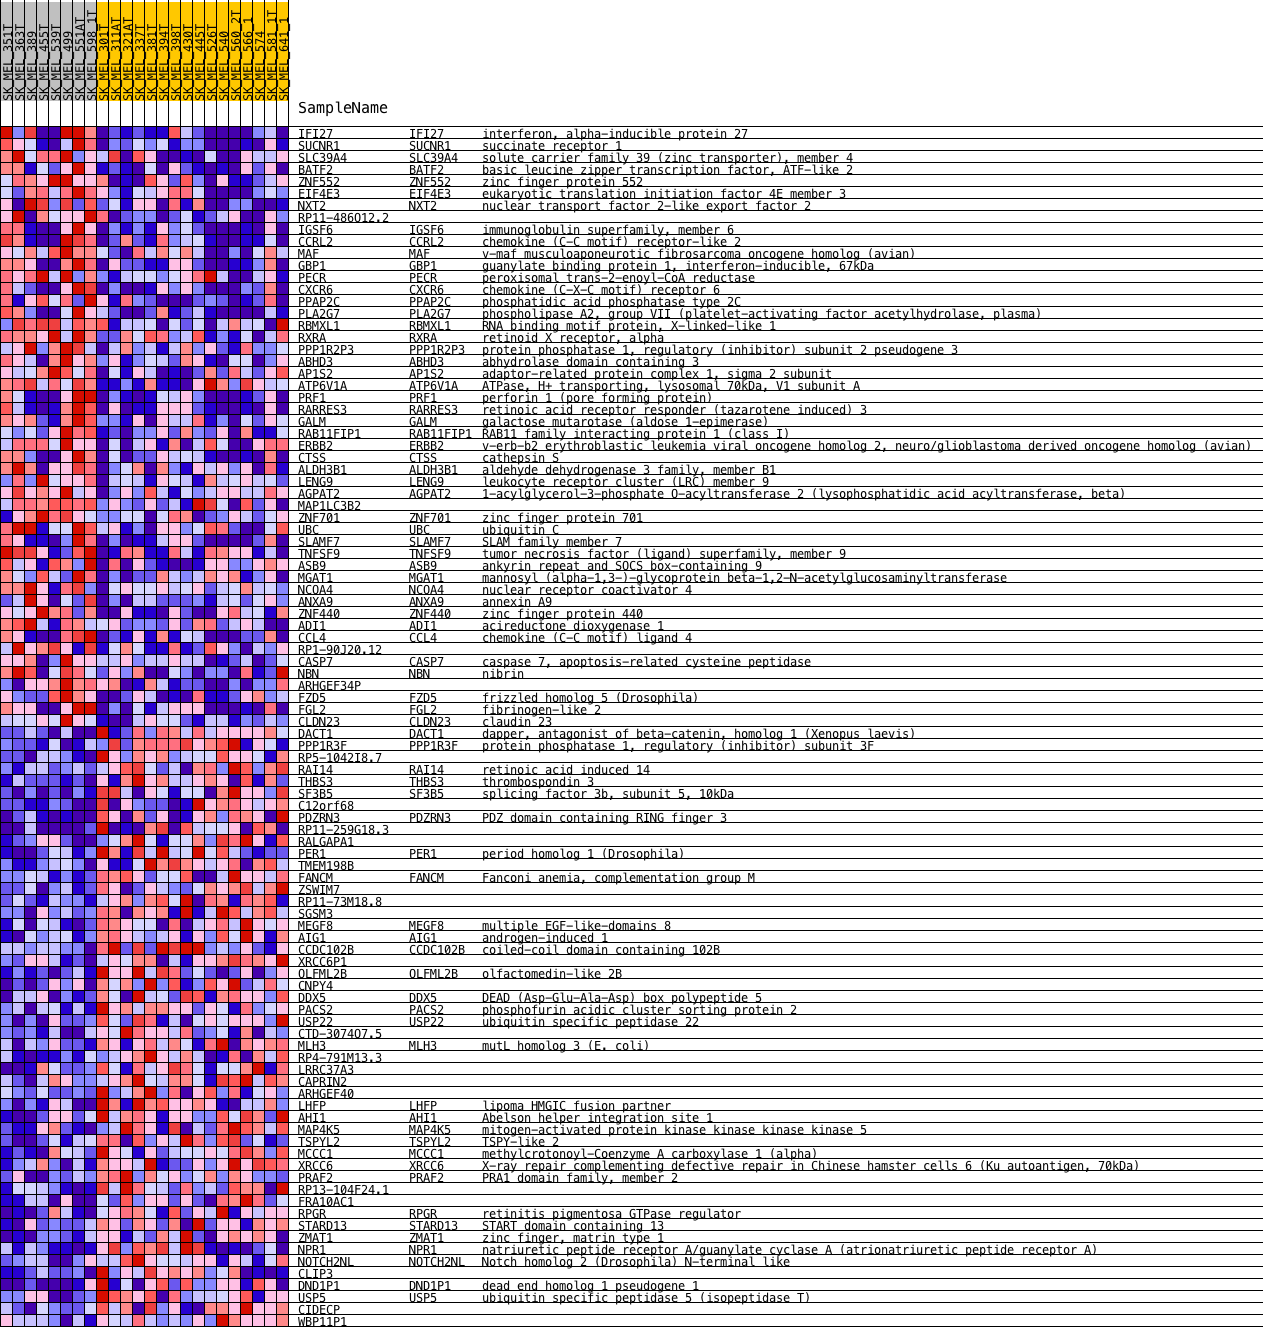 SK_MEL_351T
SK_MEL_363T
SK_MEL_389
SK_MEL_455T
SK_MEL_539T
SK_MEL_499
SK_MEL_551AT
SK_MEL_598_1T
SK_MEL_301T
SK_MEL_311AT
SK_MEL_321AT
SK_MEL_337T
SK_MEL_381T
SK_MEL_394T
SK_MEL_398T
SK_MEL_430T
SK_MEL_445T
SK_MEL_526T
SK_MEL_540
SK_MEL_560_2T
SK_MEL_566_1
SK_MEL_574
SK_MEL_581_1T
SK_MEL_641_1
SampleName
IFI27 IFI27 interferon, alpha-inducible protein 27
SUCNR1 SUCNR1 succinate receptor 1
SLC39A4 SLC39A4 solute carrier family 39 (zinc transporter), member 4
BATF2 BATF2 basic leucine zipper transcription factor, ATF-like 2
ZNF552 ZNF552 zinc finger protein 552
EIF4E3 EIF4E3 eukaryotic translation initiation factor 4E member 3
NXT2 NXT2 nuclear transport factor 2-like export factor 2
RP11-486O12.2
IGSF6 IGSF6 immunoglobulin superfamily, member 6
CCRL2 CCRL2 chemokine (C-C motif) receptor-like 2
MAF MAF v-maf musculoaponeurotic fibrosarcoma oncogene homolog (avian)
GBP1 GBP1 guanylate binding protein 1, interferon-inducible, 67kDa
PECR PECR peroxisomal trans-2-enoyl-CoA reductase
CXCR6 CXCR6 chemokine (C-X-C motif) receptor 6
PPAP2C PPAP2C phosphatidic acid phosphatase type 2C
PLA2G7 PLA2G7 phospholipase A2, group VII (platelet-activating factor acetylhydrolase, plasma)
RBMXL1 RBMXL1 RNA binding motif protein, X-linked-like 1
RXRA RXRA retinoid X receptor, alpha
PPP1R2P3 PPP1R2P3 protein phosphatase 1, regulatory (inhibitor) subunit 2 pseudogene 3
ABHD3 ABHD3 abhydrolase domain containing 3
AP1S2 AP1S2 adaptor-related protein complex 1, sigma 2 subunit
ATP6V1A ATP6V1A ATPase, H+ transporting, lysosomal 70kDa, V1 subunit A
PRF1 PRF1 perforin 1 (pore forming protein)
RARRES3 RARRES3 retinoic acid receptor responder (tazarotene induced) 3
GALM GALM galactose mutarotase (aldose 1-epimerase)
RAB11FIP1 RAB11FIP1 RAB11 family interacting protein 1 (class I)
ERBB2 ERBB2 v-erb-b2 erythroblastic leukemia viral oncogene homolog 2, neuro/glioblastoma derived oncogene homolog (avian)
CTSS CTSS cathepsin S
ALDH3B1 ALDH3B1 aldehyde dehydrogenase 3 family, member B1
LENG9 LENG9 leukocyte receptor cluster (LRC) member 9
AGPAT2 AGPAT2 1-acylglycerol-3-phosphate O-acyltransferase 2 (lysophosphatidic acid acyltransferase, beta)
MAP1LC3B2
ZNF701 ZNF701 zinc finger protein 701
UBC UBC ubiquitin C
SLAMF7 SLAMF7 SLAM family member 7
TNFSF9 TNFSF9 tumor necrosis factor (ligand) superfamily, member 9
ASB9 ASB9 ankyrin repeat and SOCS box-containing 9
MGAT1 MGAT1 mannosyl (alpha-1,3-)-glycoprotein beta-1,2-N-acetylglucosaminyltransferase
NCOA4 NCOA4 nuclear receptor coactivator 4
ANXA9 ANXA9 annexin A9
ZNF440 ZNF440 zinc finger protein 440
ADI1 ADI1 acireductone dioxygenase 1
CCL4 CCL4 chemokine (C-C motif) ligand 4
RP1-90J20.12
CASP7 CASP7 caspase 7, apoptosis-related cysteine peptidase
NBN NBN nibrin
ARHGEF34P
FZD5 FZD5 frizzled homolog 5 (Drosophila)
FGL2 FGL2 fibrinogen-like 2
CLDN23 CLDN23 claudin 23
DACT1 DACT1 dapper, antagonist of beta-catenin, homolog 1 (Xenopus laevis)
PPP1R3F PPP1R3F protein phosphatase 1, regulatory (inhibitor) subunit 3F
RP5-1042I8.7
RAI14 RAI14 retinoic acid induced 14
THBS3 THBS3 thrombospondin 3
SF3B5 SF3B5 splicing factor 3b, subunit 5, 10kDa
C12orf68
PDZRN3 PDZRN3 PDZ domain containing RING finger 3
RP11-259G18.3
RALGAPA1
PER1 PER1 period homolog 1 (Drosophila)
TMEM198B
FANCM FANCM Fanconi anemia, complementation group M
ZSWIM7
RP11-73M18.8
SGSM3
MEGF8 MEGF8 multiple EGF-like-domains 8
AIG1 AIG1 androgen-induced 1
CCDC102B CCDC102B coiled-coil domain containing 102B
XRCC6P1
OLFML2B OLFML2B olfactomedin-like 2B
CNPY4
DDX5 DDX5 DEAD (Asp-Glu-Ala-Asp) box polypeptide 5
PACS2 PACS2 phosphofurin acidic cluster sorting protein 2
USP22 USP22 ubiquitin specific peptidase 22
CTD-3074O7.5
MLH3 MLH3 mutL homolog 3 (E. coli)
RP4-791M13.3
LRRC37A3
CAPRIN2
ARHGEF40
LHFP LHFP lipoma HMGIC fusion partner
AHI1 AHI1 Abelson helper integration site 1
MAP4K5 MAP4K5 mitogen-activated protein kinase kinase kinase kinase 5
TSPYL2 TSPYL2 TSPY-like 2
MCCC1 MCCC1 methylcrotonoyl-Coenzyme A carboxylase 1 (alpha)
XRCC6 XRCC6 X-ray repair complementing defective repair in Chinese hamster cells 6 (Ku autoantigen, 70kDa)
PRAF2 PRAF2 PRA1 domain family, member 2
RP13-104F24.1
FRA10AC1
RPGR RPGR retinitis pigmentosa GTPase regulator
STARD13 STARD13 START domain containing 13
ZMAT1 ZMAT1 zinc finger, matrin type 1
NPR1 NPR1 natriuretic peptide receptor A/guanylate cyclase A (atrionatriuretic peptide receptor A)
NOTCH2NL NOTCH2NL Notch homolog 2 (Drosophila) N-terminal like
CLIP3
DND1P1 DND1P1 dead end homolog 1 pseudogene 1
USP5 USP5 ubiquitin specific peptidase 5 (isopeptidase T)
CIDECP
WBP11P1